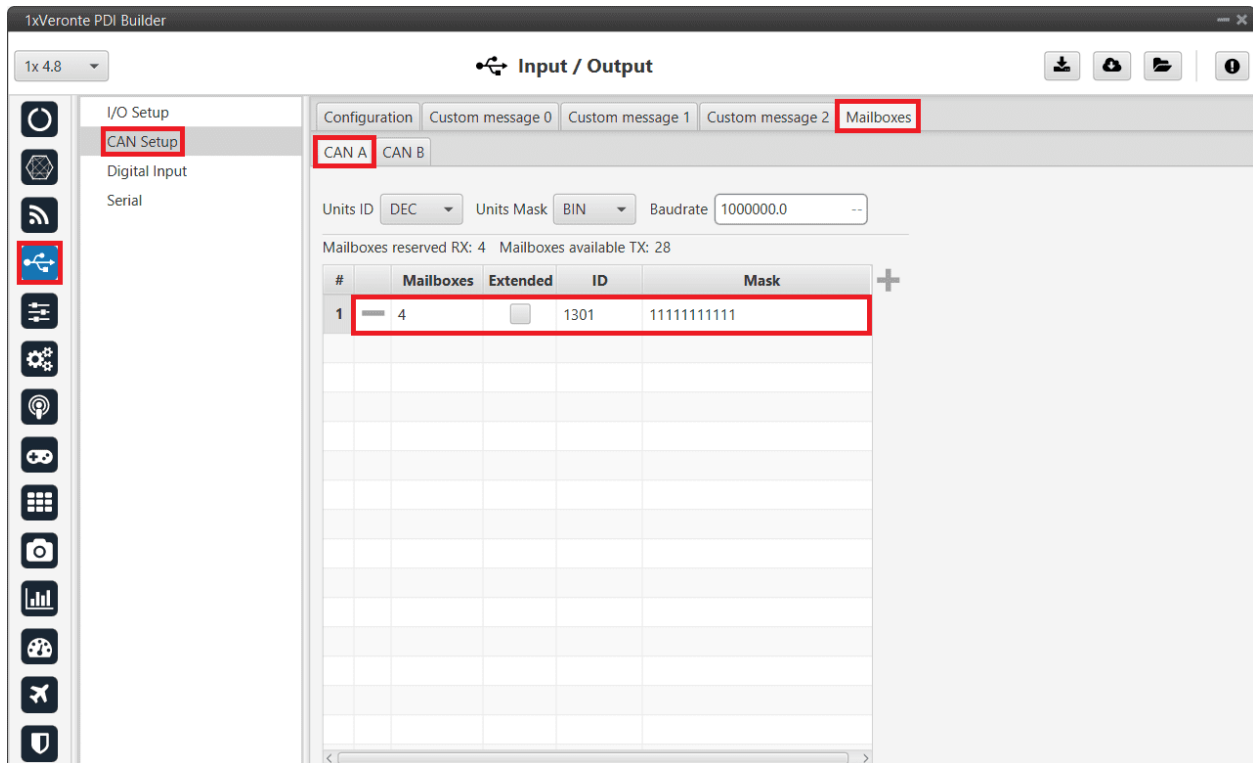 1xVeronte PDI Builder
1x 4.8
Input / Output
I/O Setup
CAN Setup
Digital Input
Serial
Configuration Custom message 0 Custom message 1 Custom message 2 Mailboxes
CAN A CAN B
Units ID DEC Units Mask BIN Baudrate 1000000.0 --
Mailboxes reserved RX: 4 Mailboxes available TX: 28
# Mailboxes Extended ID Mask
1 4 1301 11111111111